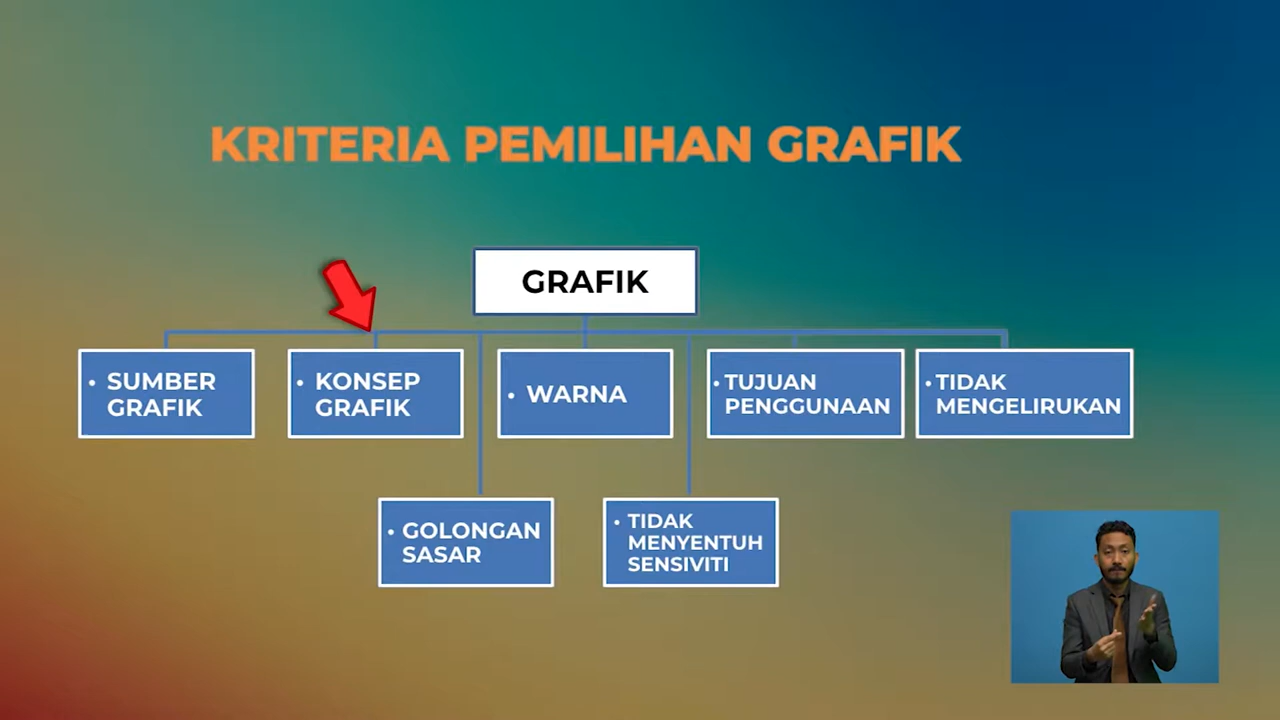 KRITERIA PEMILIHAN GRAFIK
GRAFIK
• SUMBER
GRAFIK
• KONSEP
GRAFIK
• WARNA
• TUJUAN
PENGGUNAAN
• TIDAK
MENGELIRUKAN
• GOLONGAN
SASAR
• TIDAK
MENYENTUH
SENSIVITI